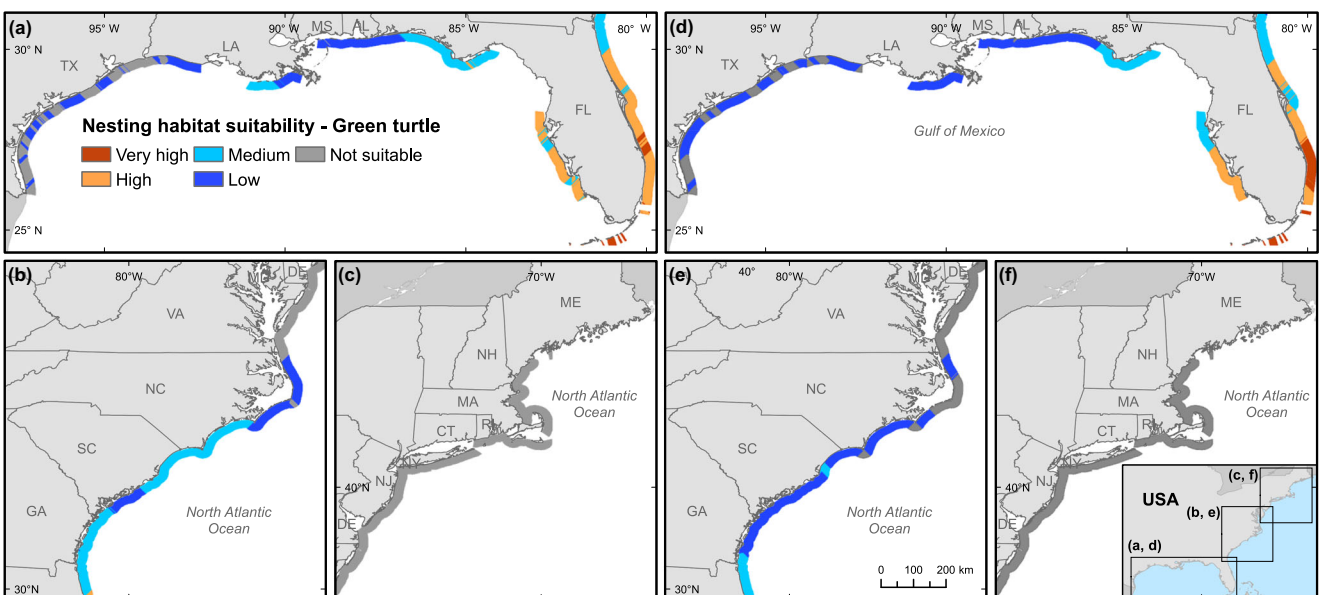 (a)
95° W
90° W
MS
AL
85° W
80° W
30° N
LA
TX
FL
Nesting habitat suitability - Green turtle
Very high
Medium
Not suitable
High
Low
25° N
(d)
95° W
90° W
MS
AL
85° W
80° W
30° N
LA
TX
FL
Gulf of Mexico
25° N
(b)
80°W
DE
VA
NC
SC
GA
North Atlantic
Ocean
30°N
(c)
70°W
ME
NH
MA
North Atlantic
Ocean
CT
NY
NJ
40°N
DE
(e)
40°
80°W
DE
VA
NC
SC
GA
North Atlantic
Ocean
0 100 200 km
30°N
(f)
70°W
ME
NH
MA
North Atlantic
Ocean
CT
NY
NJ
40°N
DE
USA
(c, f)
(b, e)
(a, d)